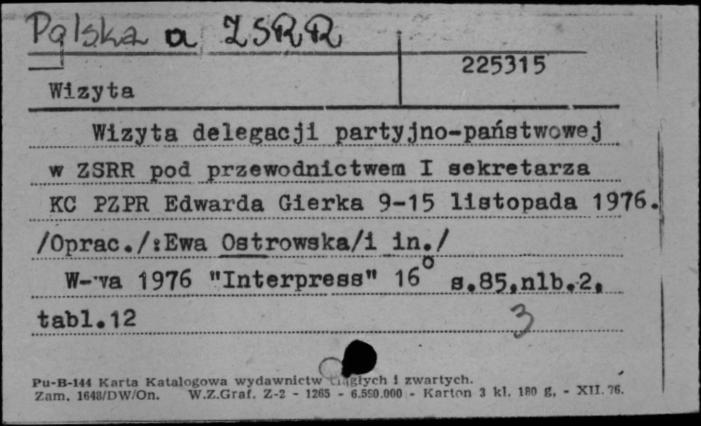 Polska a ZSRR
225315
Wizyta
Wizyta delegacji partyjno-państwowej
w ZSRR pod przewodnictwem I sekretarza
KC PZPR Edwarda Gierka 9-15 listopada 1976.
/Oprac./:Ewa Ostrowska/i in./
W-wa 1976 "Interpress" 16° s.85,nlb.2,
tabl.12
3
Pu-B-144 Karta Katalogowa wydawnictw ciągłych i zwartych.
Zam. 1648/DW/On. W.Z.Graf. Z-2 - 1265 - 6.590.000 - Karton 3 kl. 180 g. - XII. 76.